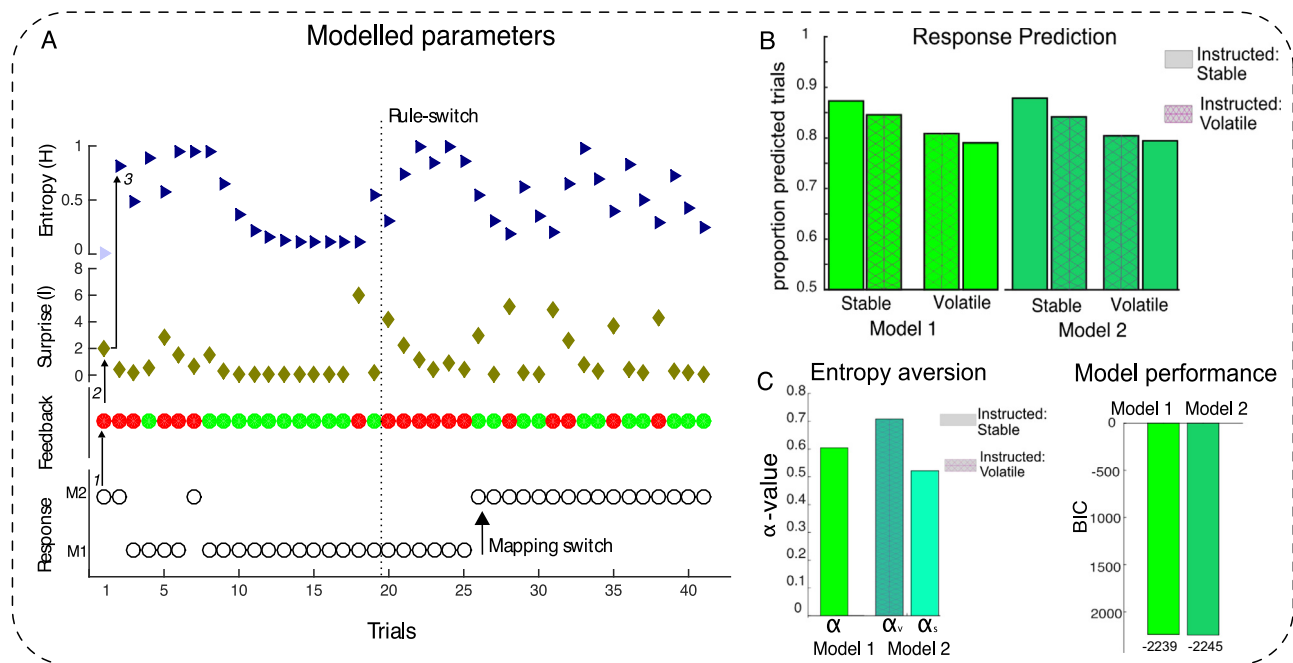 A
Modelled parameters
Rule-switch
Entropy (H)
1
0.5
0
3
Surprise (I)
8
6
4
2
0
2
Feedback
1
Response
M2
M1
Mapping switch
1
5
10
15
20
25
30
35
40
Trials
B
Response Prediction
proportion predicted trials
1
0.9
0.8
0.7
0.6
0.5
Instructed:
Stable
Instructed:
Volatile
Stable
Volatile
Stable
Volatile
Model 1
Model 2
C
Entropy aversion
α-value
0.8
0.7
0.6
0.5
0.4
0.3
0.2
0.1
0
Instructed:
Stable
Instructed:
Volatile
α
αv
αs
Model 1
Model 2
Model performance
Model 1
Model 2
BIC
0
-500
1000
1500
2000
-2239
-2245